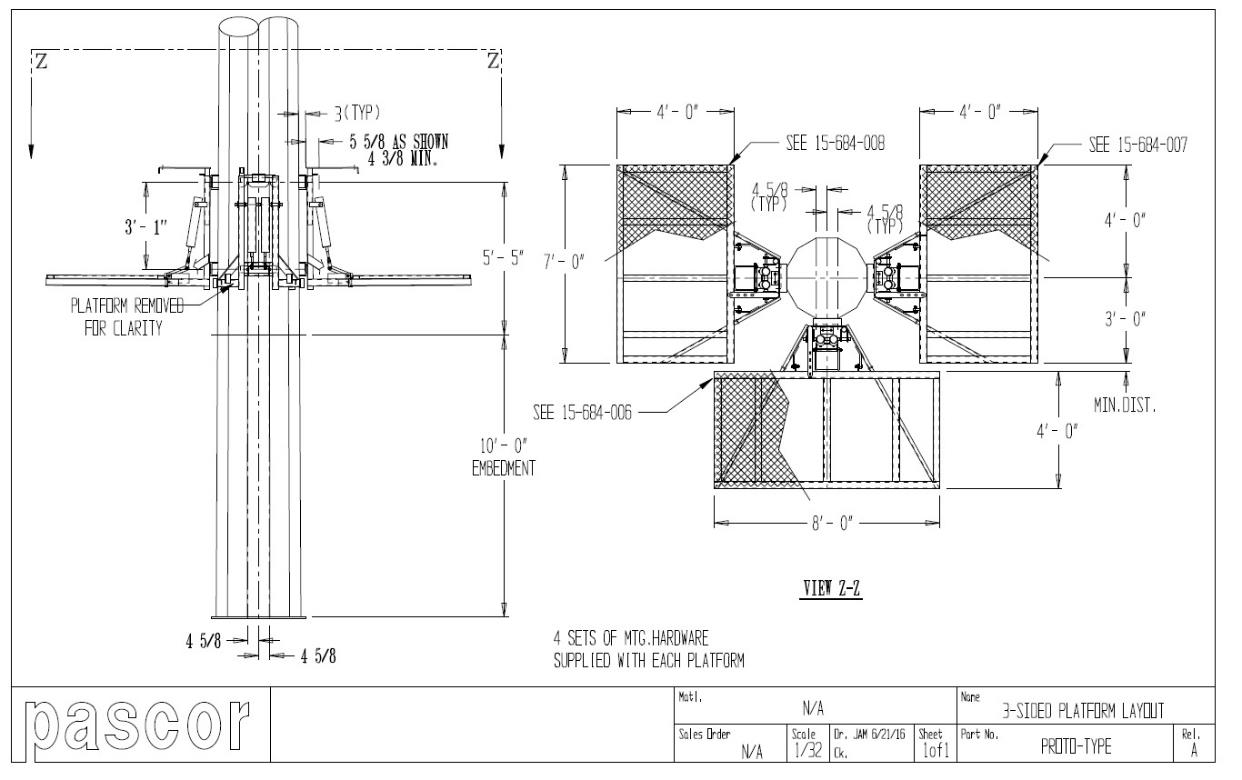 Z
Z
3(TYP)
5 5/8 AS SHOWN
4 3/8 MIN.
3'- 1"
5'- 5"
PLATFORM REMOVED
FOR CLARITY
10'- 0"
EMBEDMENT
4 5/8
4 5/8
4'- 0"
4'- 0"
SEE 15-684-008
SEE 15-684-007
4 5/8
(TYP)
4 5/8
(TYP)
7'- 0"
4'- 0"
3'- 0"
MIN.DIST.
SEE 15-684-006
4'- 0"
8'- 0"
VIEW Z-Z
4 SETS OF MTG.HARDWARE
SUPPLIED WITH EACH PLATFORM
pascor
Matl.
N/A
Name
3-SIDED PLATFORM LAYOUT
Sales Order
N/A
Scale
1/32
Dr. JAM 6/21/16
Ck.
Sheet
1of1
Part No.
PROTO-TYPE
Rel.
A